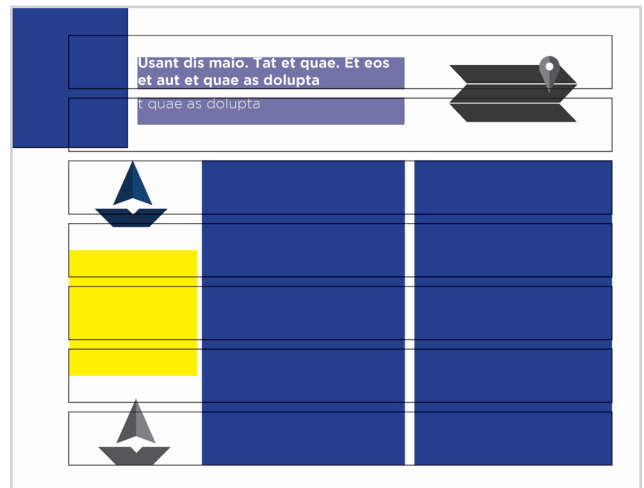 Usant dis maio. Tat et quae. Et eos
et aut et quae as dolupta
t quae as dolupta